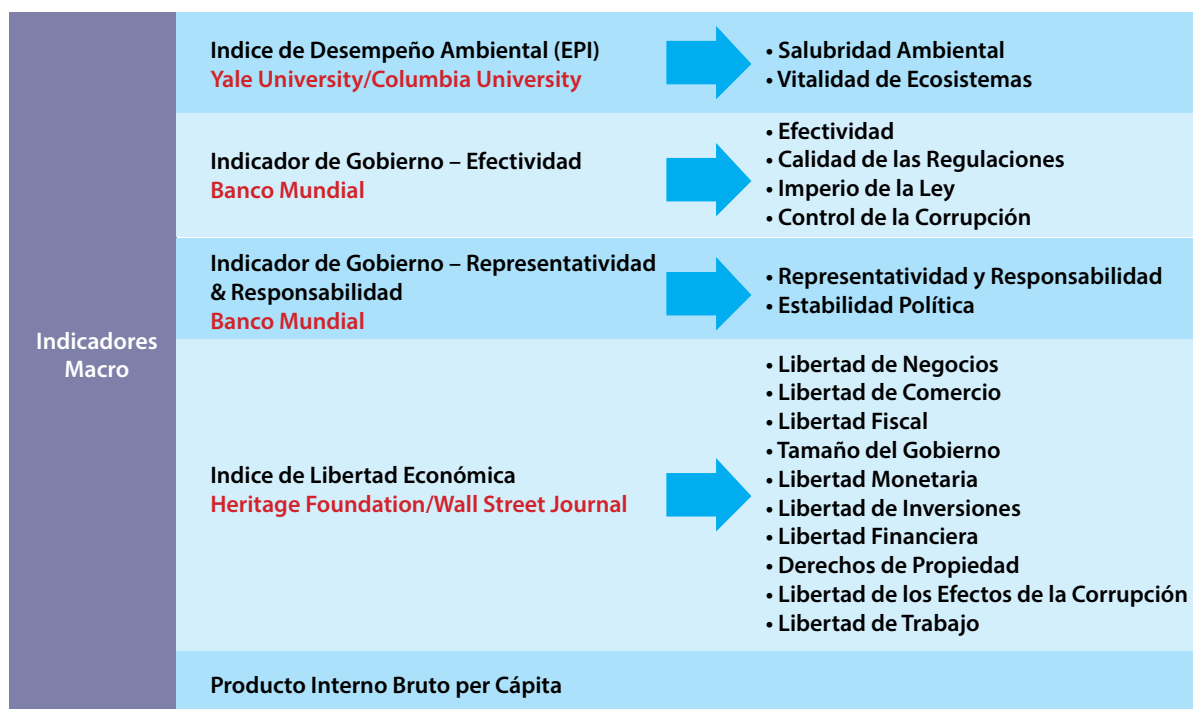 Indicadores
Macro
Indice de Desempeño Ambiental (EPI)
Yale University/Columbia University
• Salubridad Ambiental
• Vitalidad de Ecosistemas
Indicador de Gobierno – Efectividad
Banco Mundial
• Efectividad
• Calidad de las Regulaciones
• Imperio de la Ley
• Control de la Corrupción
Indicador de Gobierno – Representatividad
& Responsabilidad
Banco Mundial
• Representatividad y Responsabilidad
• Estabilidad Política
Indice de Libertad Económica
Heritage Foundation/Wall Street Journal
• Libertad de Negocios
• Libertad de Comercio
• Libertad Fiscal
• Tamaño del Gobierno
• Libertad Monetaria
• Libertad de Inversiones
• Libertad Financiera
• Derechos de Propiedad
• Libertad de los Efectos de la Corrupción
• Libertad de Trabajo
Producto Interno Bruto per Cápita